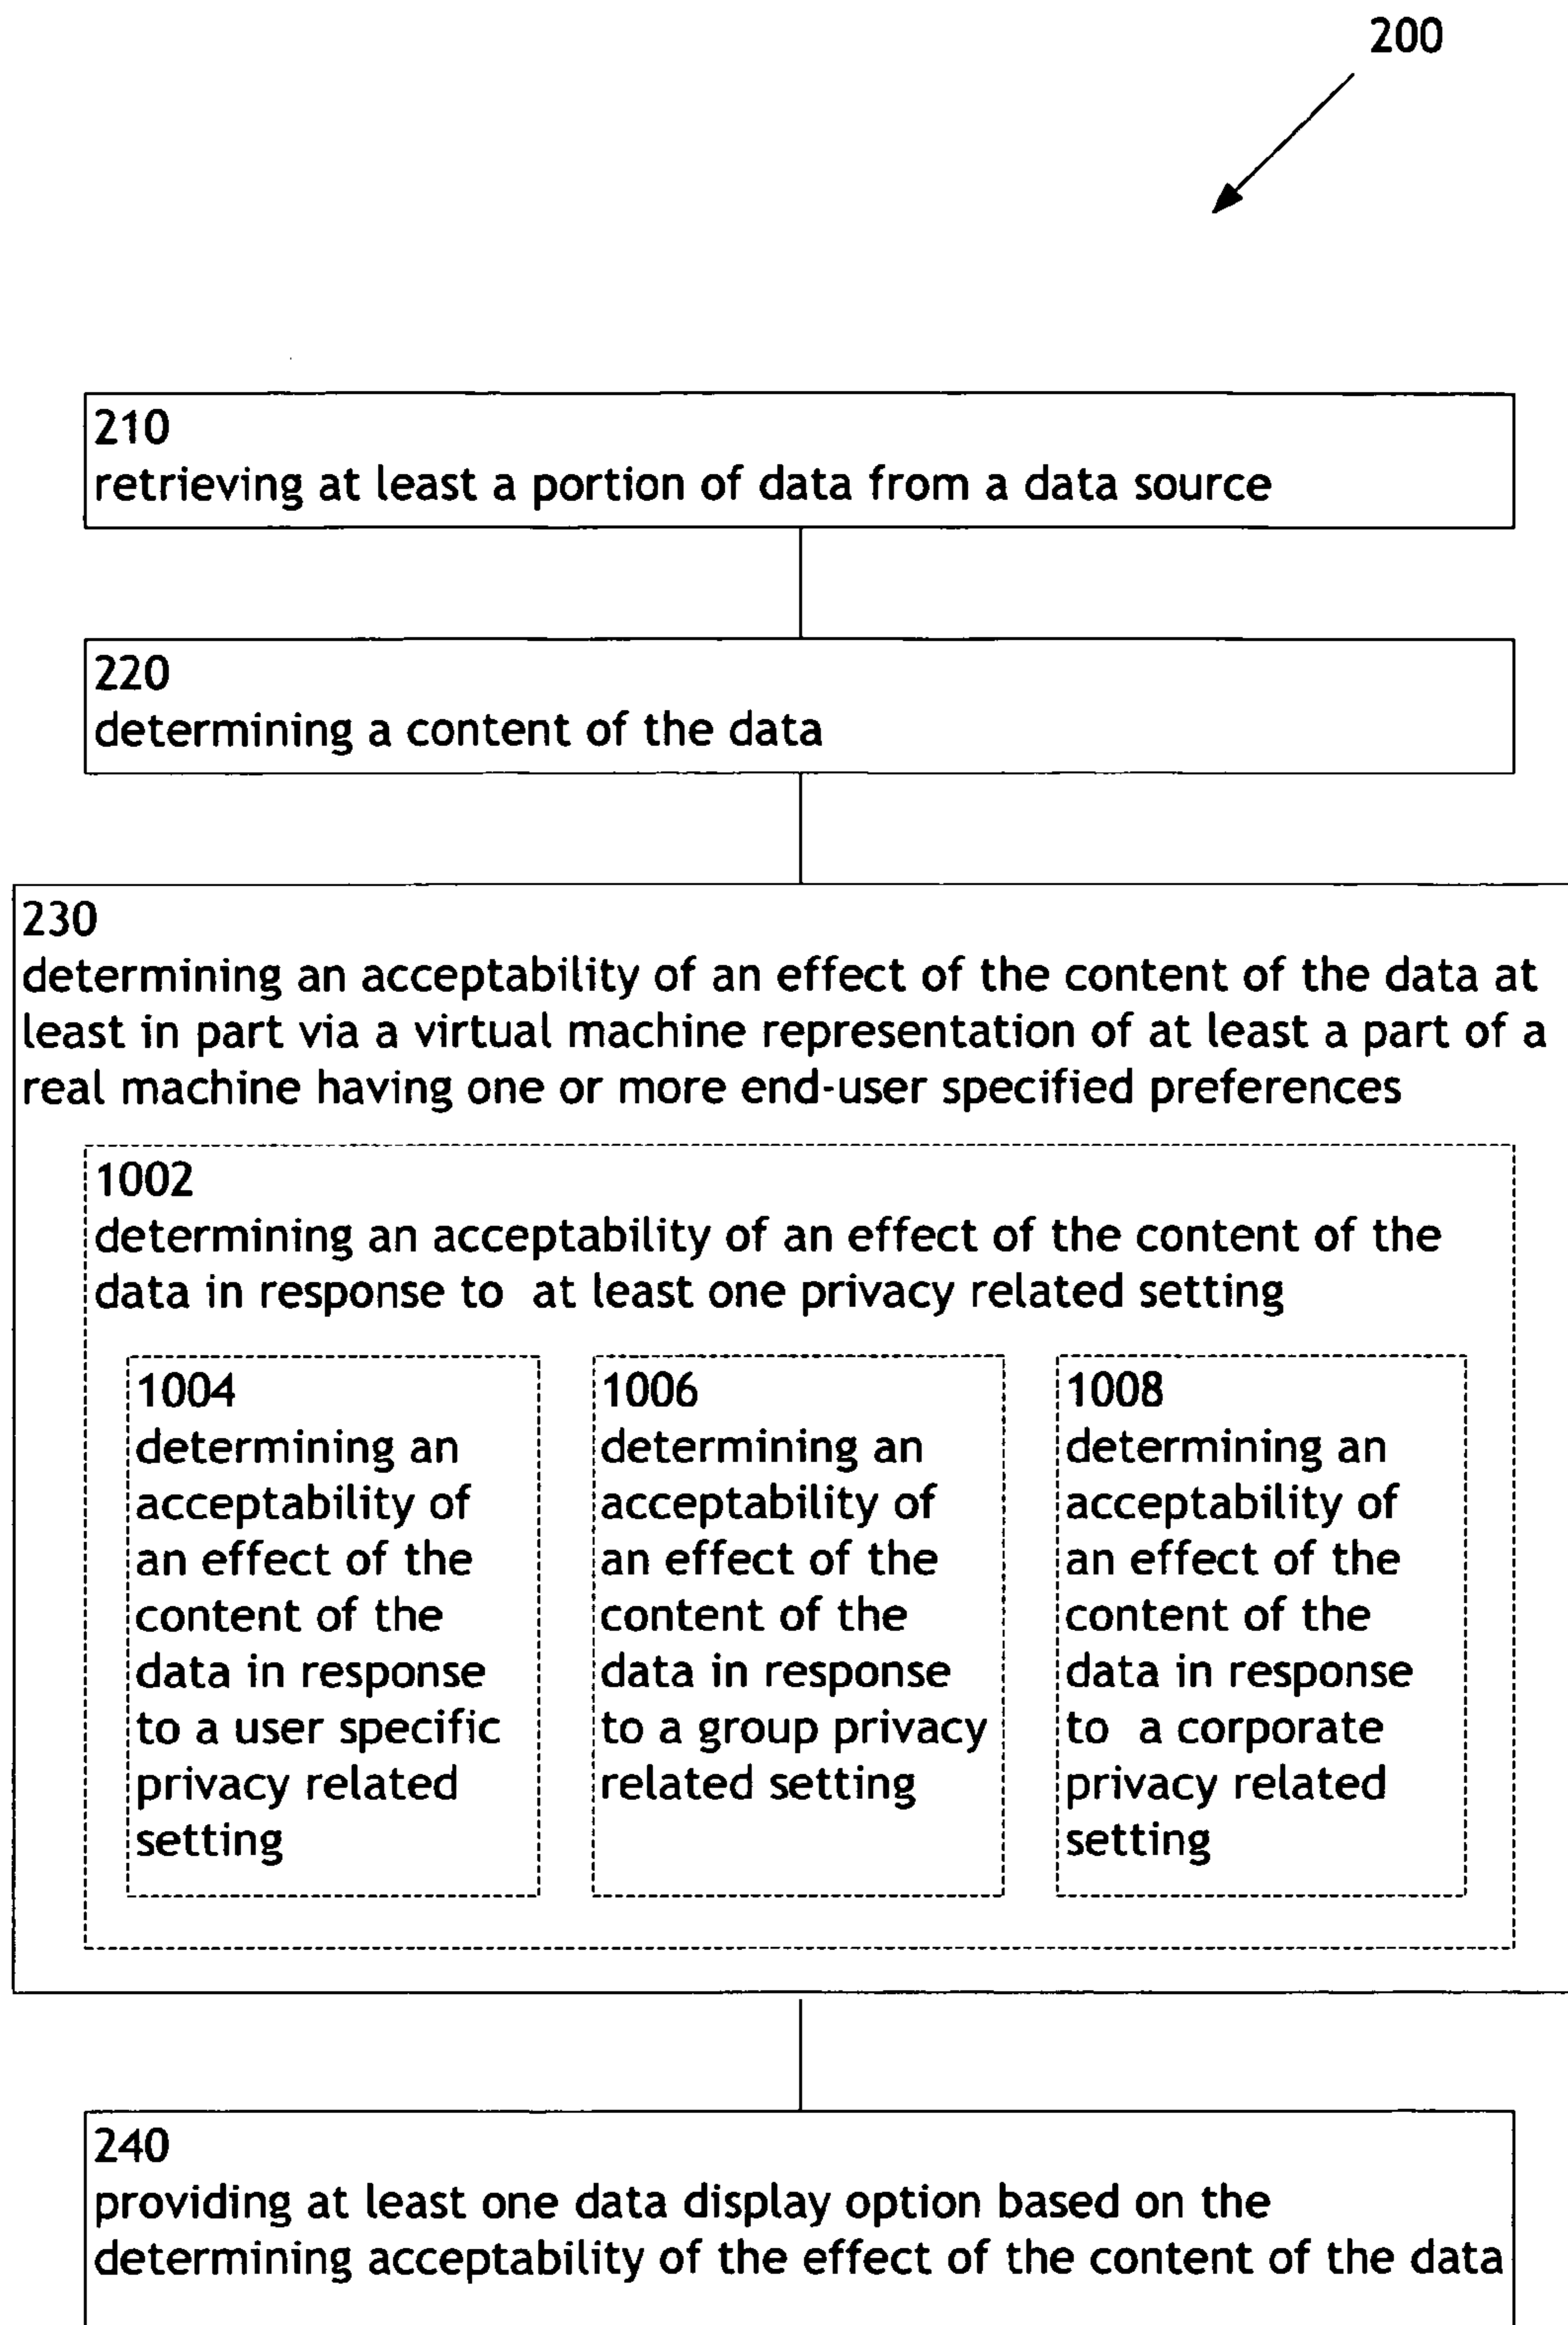 200
210
retrieving at least a portion of data from a data source
220
determining a content of the data
230
determining an acceptability of an effect of the content of the data at
least in part via a virtual machine representation of at least a part of a
real machine having one or more end-user specified preferences
1002
determining an acceptability of an effect of the content of the
data in response to  at least one privacy related setting
1004
determining an
acceptability of
an effect of the
content of the
data in response
to a user specific
privacy related
setting
1006
determining an
acceptability of
an effect of the
content of the
data in response
to a group privacy
related setting
1008
determining an
acceptability of
an effect of the
content of the
data in response
to  a corporate
privacy related
setting
240
providing at least one data display option based on the
determining acceptability of the effect of the content of the data